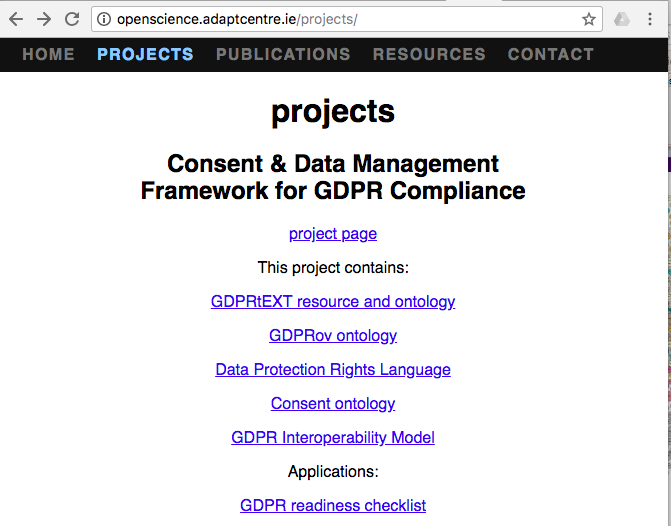 openscience.adaptcentre.ie/projects/
HOME PROJECTS PUBLICATIONS RESOURCES CONTACT
projects
Consent & Data Management
Framework for GDPR Compliance
project page
This project contains:
GDPRtEXT resource and ontology
GDPRov ontology
Data Protection Rights Language
Consent ontology
GDPR Interoperability Model
Applications:
GDPR readiness checklist